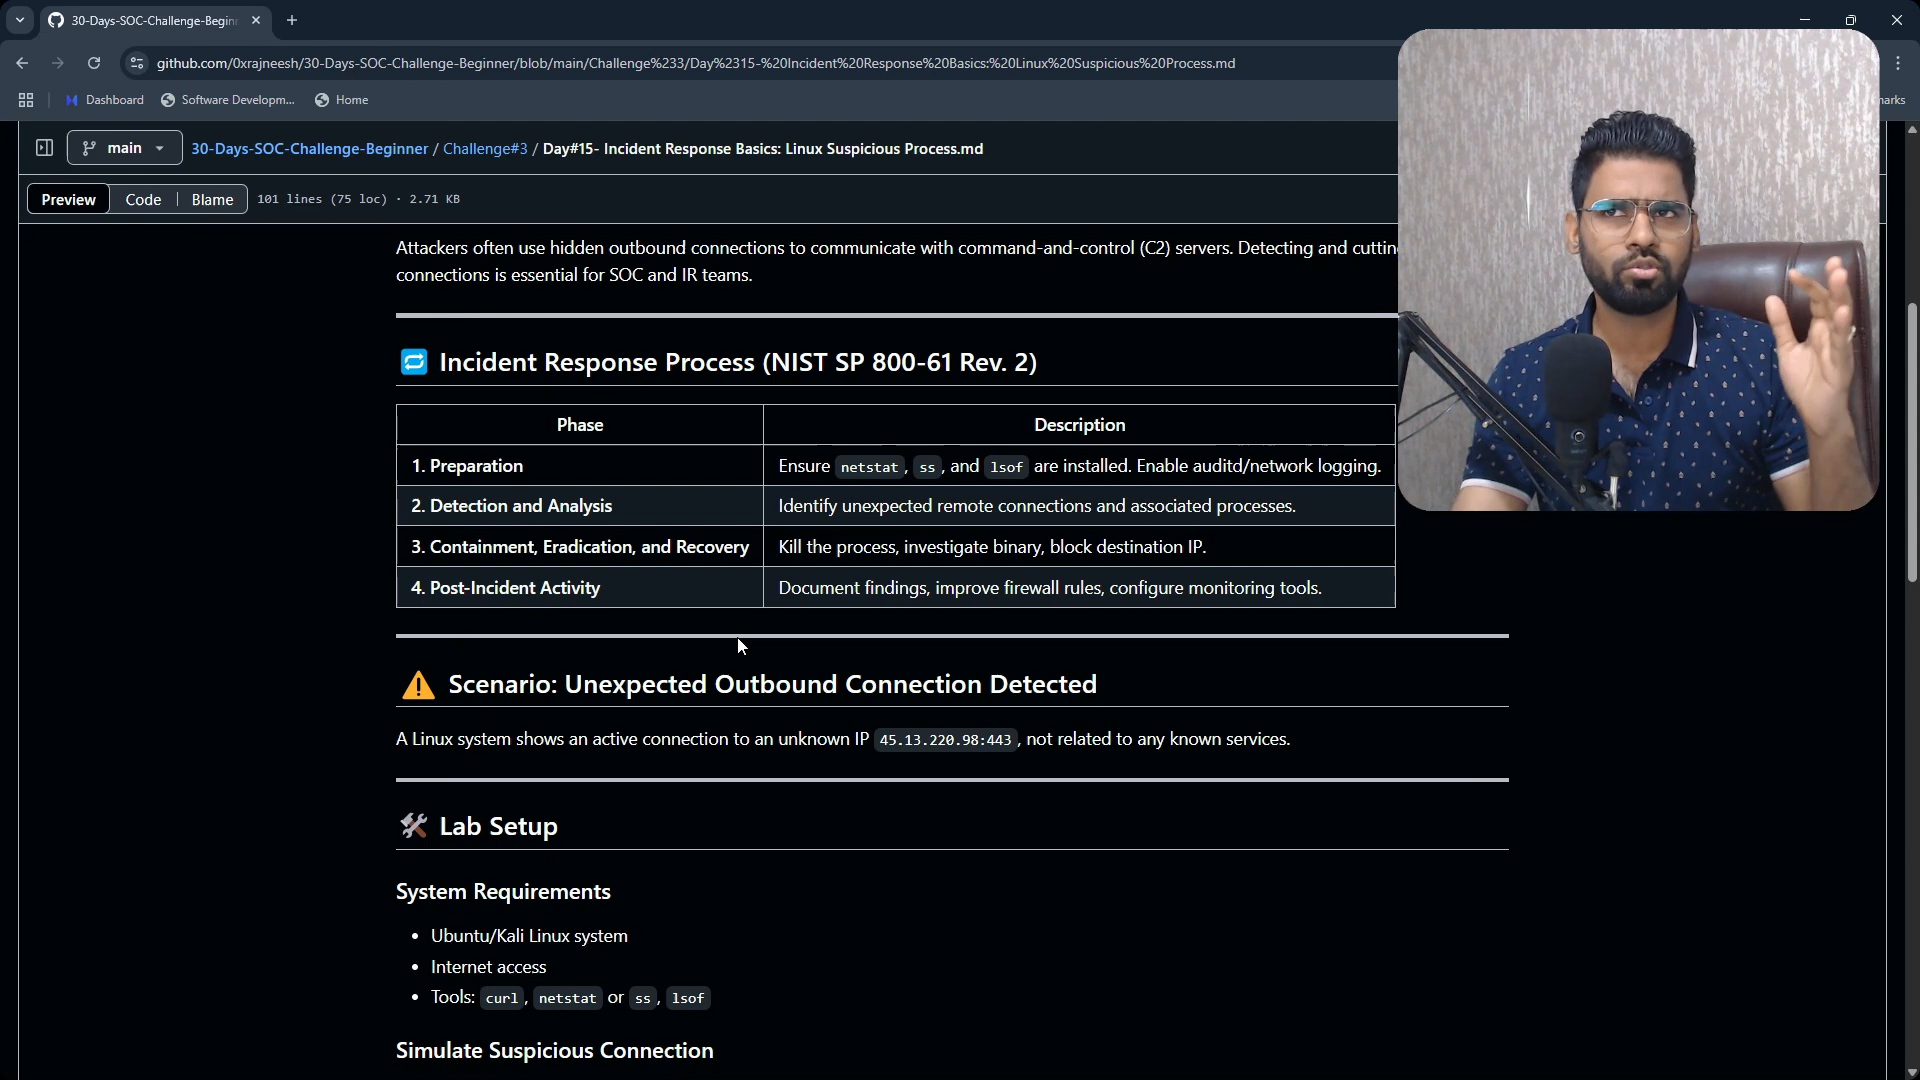 30-Days-SOC-Challenge-Begin
github.com/0xrajneesh/30-Days-SOC-Challenge-Beginner/blob/main/Challenge%233/Day%2315-%20Incident%20Response%20Basics:%20Linux%20Suspicious%20Process.md
Dashboard
Software Developm...
Home
marks
main
30-Days-SOC-Challenge-Beginner / Challenge#3 / Day#15- Incident Response Basics: Linux Suspicious Process.md
Preview
Code
Blame
101 lines (75 loc) · 2.71 KB
Attackers often use hidden outbound connections to communicate with command-and-control (C2) servers. Detecting and cuttin
connections is essential for SOC and IR teams.
Incident Response Process (NIST SP 800-61 Rev. 2)
Phase
Description
1. Preparation
Ensure netstat, ss, and lsof are installed. Enable auditd/network logging.
2. Detection and Analysis
Identify unexpected remote connections and associated processes.
3. Containment, Eradication, and Recovery
Kill the process, investigate binary, block destination IP.
4. Post-Incident Activity
Document findings, improve firewall rules, configure monitoring tools.
Scenario: Unexpected Outbound Connection Detected
A Linux system shows an active connection to an unknown IP 45.13.220.98:443, not related to any known services.
Lab Setup
System Requirements
• Ubuntu/Kali Linux system
• Internet access
• Tools: curl, netstat or ss, lsof
Simulate Suspicious Connection